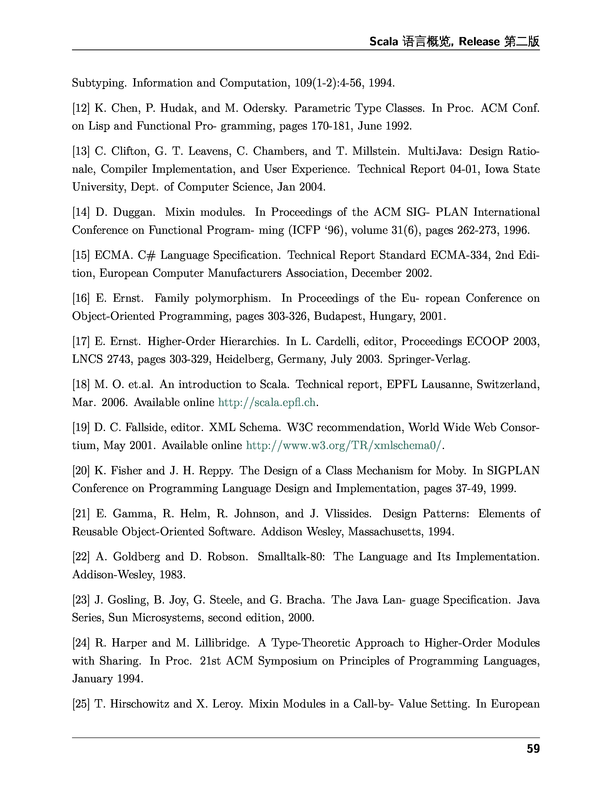 Scala 语言概览, Release 第二版
Subtyping. Information and Computation, 109(1-2):4-56, 1994.
[12] K. Chen, P. Hudak, and M. Odersky. Parametric Type Classes. In Proc. ACM Conf.
on Lisp and Functional Pro- gramming, pages 170-181, June 1992.
[13] C. Clifton, G. T. Leavens, C. Chambers, and T. Millstein. MultiJava: Design Ratio-
nale, Compiler Implementation, and User Experience. Technical Report 04-01, Iowa State
University, Dept. of Computer Science, Jan 2004.
[14] D. Duggan. Mixin modules. In Proceedings of the ACM SIG- PLAN International
Conference on Functional Program- ming (ICFP ‘96), volume 31(6), pages 262-273, 1996.
[15] ECMA. C# Language Specification. Technical Report Standard ECMA-334, 2nd Edi-
tion, European Computer Manufacturers Association, December 2002.
[16] E. Ernst. Family polymorphism. In Proceedings of the Eu- ropean Conference on
Object-Oriented Programming, pages 303-326, Budapest, Hungary, 2001.
[17] E. Ernst. Higher-Order Hierarchies. In L. Cardelli, editor, Proceedings ECOOP 2003,
LNCS 2743, pages 303-329, Heidelberg, Germany, July 2003. Springer-Verlag.
[18] M. O. et.al. An introduction to Scala. Technical report, EPFL Lausanne, Switzerland,
Mar. 2006. Available online http://scala.epfl.ch.
[19] D. C. Fallside, editor. XML Schema. W3C recommendation, World Wide Web Consor-
tium, May 2001. Available online http://www.w3.org/TR/xmlschema0/.
[20] K. Fisher and J. H. Reppy. The Design of a Class Mechanism for Moby. In SIGPLAN
Conference on Programming Language Design and Implementation, pages 37-49, 1999.
[21] E. Gamma, R. Helm, R. Johnson, and J. Vlissides. Design Patterns: Elements of
Reusable Object-Oriented Software. Addison Wesley, Massachusetts, 1994.
[22] A. Goldberg and D. Robson. Smalltalk-80: The Language and Its Implementation.
Addison-Wesley, 1983.
[23] J. Gosling, B. Joy, G. Steele, and G. Bracha. The Java Lan- guage Specification. Java
Series, Sun Microsystems, second edition, 2000.
[24] R. Harper and M. Lillibridge. A Type-Theoretic Approach to Higher-Order Modules
with Sharing. In Proc. 21st ACM Symposium on Principles of Programming Languages,
January 1994.
[25] T. Hirschowitz and X. Leroy. Mixin Modules in a Call-by- Value Setting. In European
59